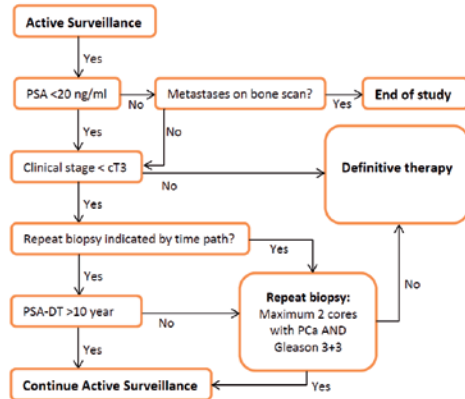 Active Surveillance
Yes
PSA <20 ng/ml
No
Metastases on bone scan?
Yes
End of study
Yes
No
Clinical stage < cT3
No
Definitive therapy
Yes
Repeat biopsy indicated by time path?
Yes
Yes
No
PSA-DT >10 year
No
Repeat biopsy:
Maximum 2 cores
with PCa AND
Gleason 3+3
Yes
Continue Active Surveillance
Yes